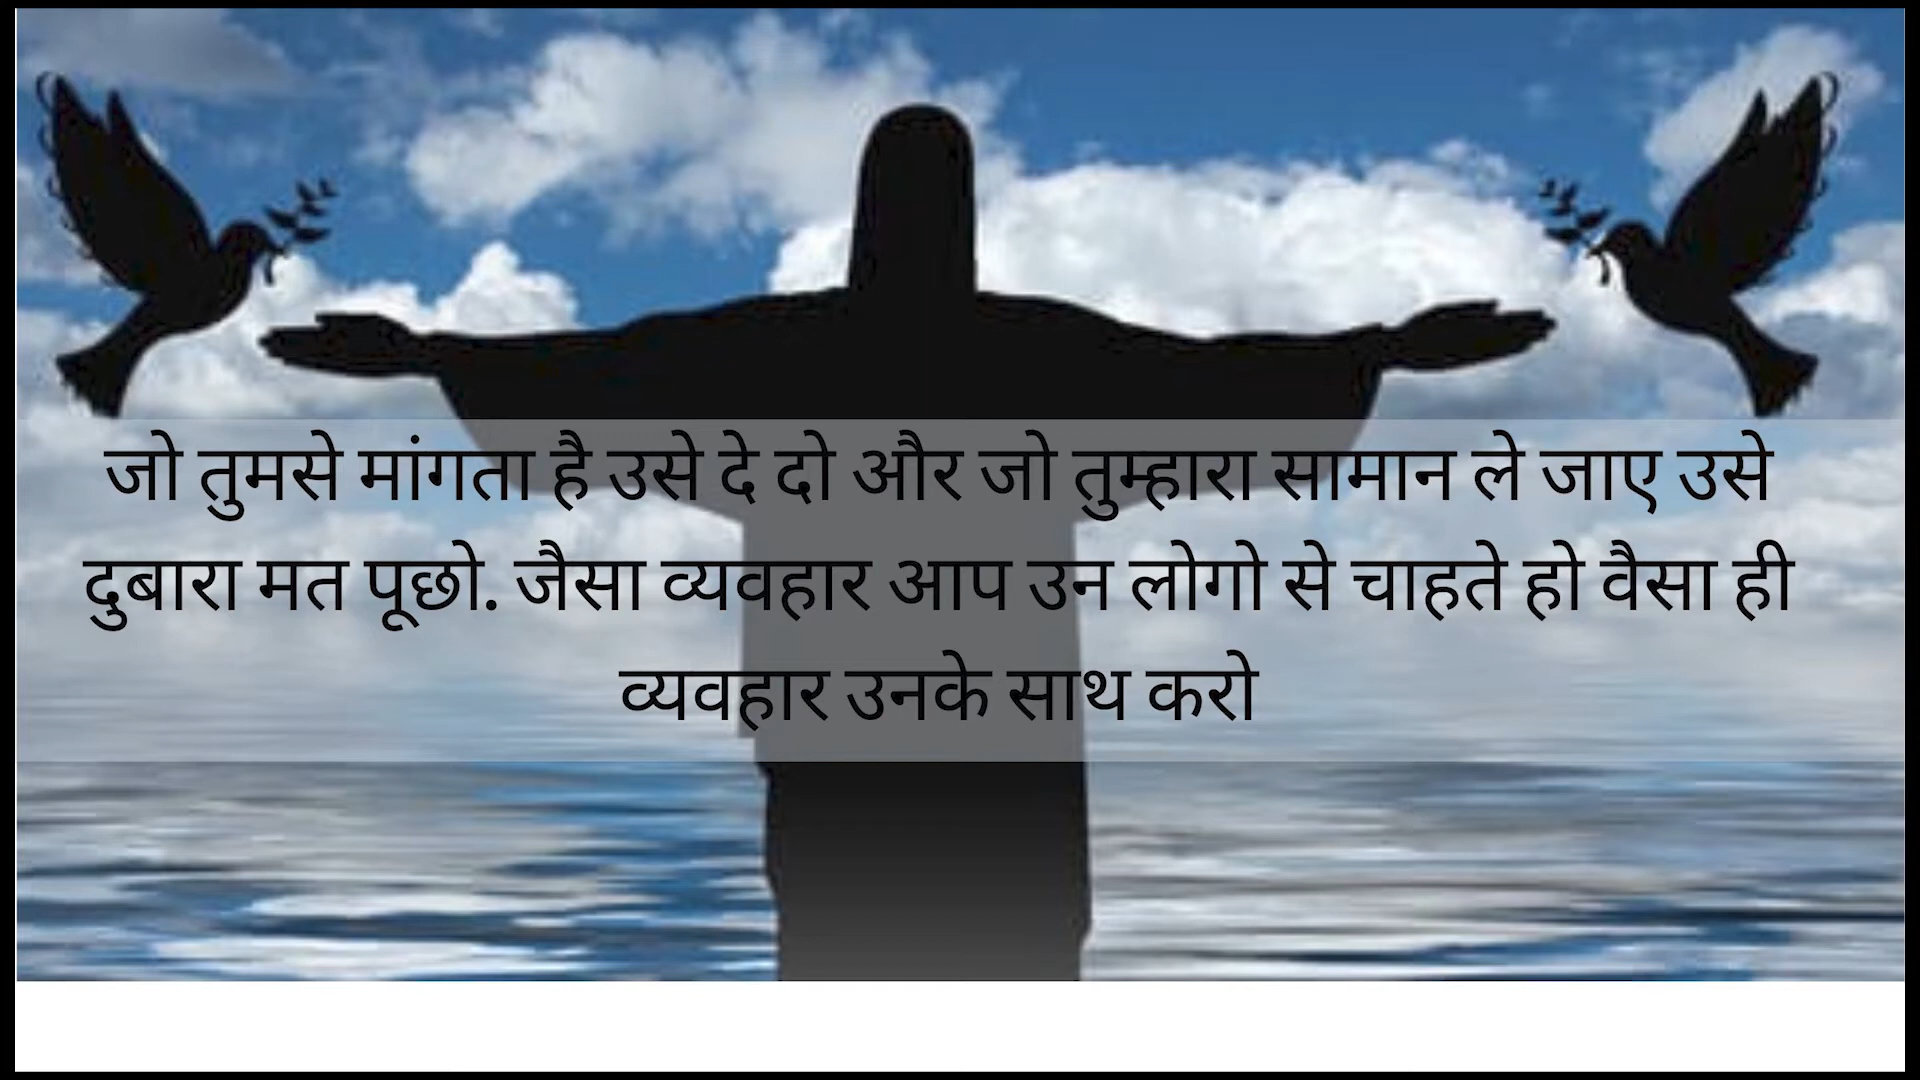 जो तुमसे मांगता है उसे दे दो और जो तुम्हारा सामान ले जाए उसे
दुबारा मत पूछो. जैसा व्यवहार आप उन लोगो से चाहते हो वैसा ही
व्यवहार उनके साथ करो